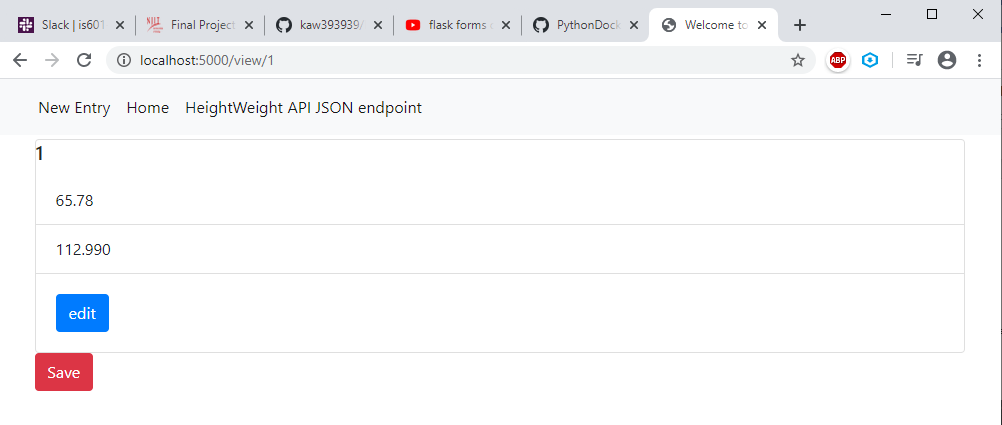 Slack | is601
Final Project
kaw393939/
flask forms
PythonDock
Welcome to
localhost:5000/view/1
ABP
New Entry Home HeightWeight API JSON endpoint
1
65.78
112.990
edit
Save